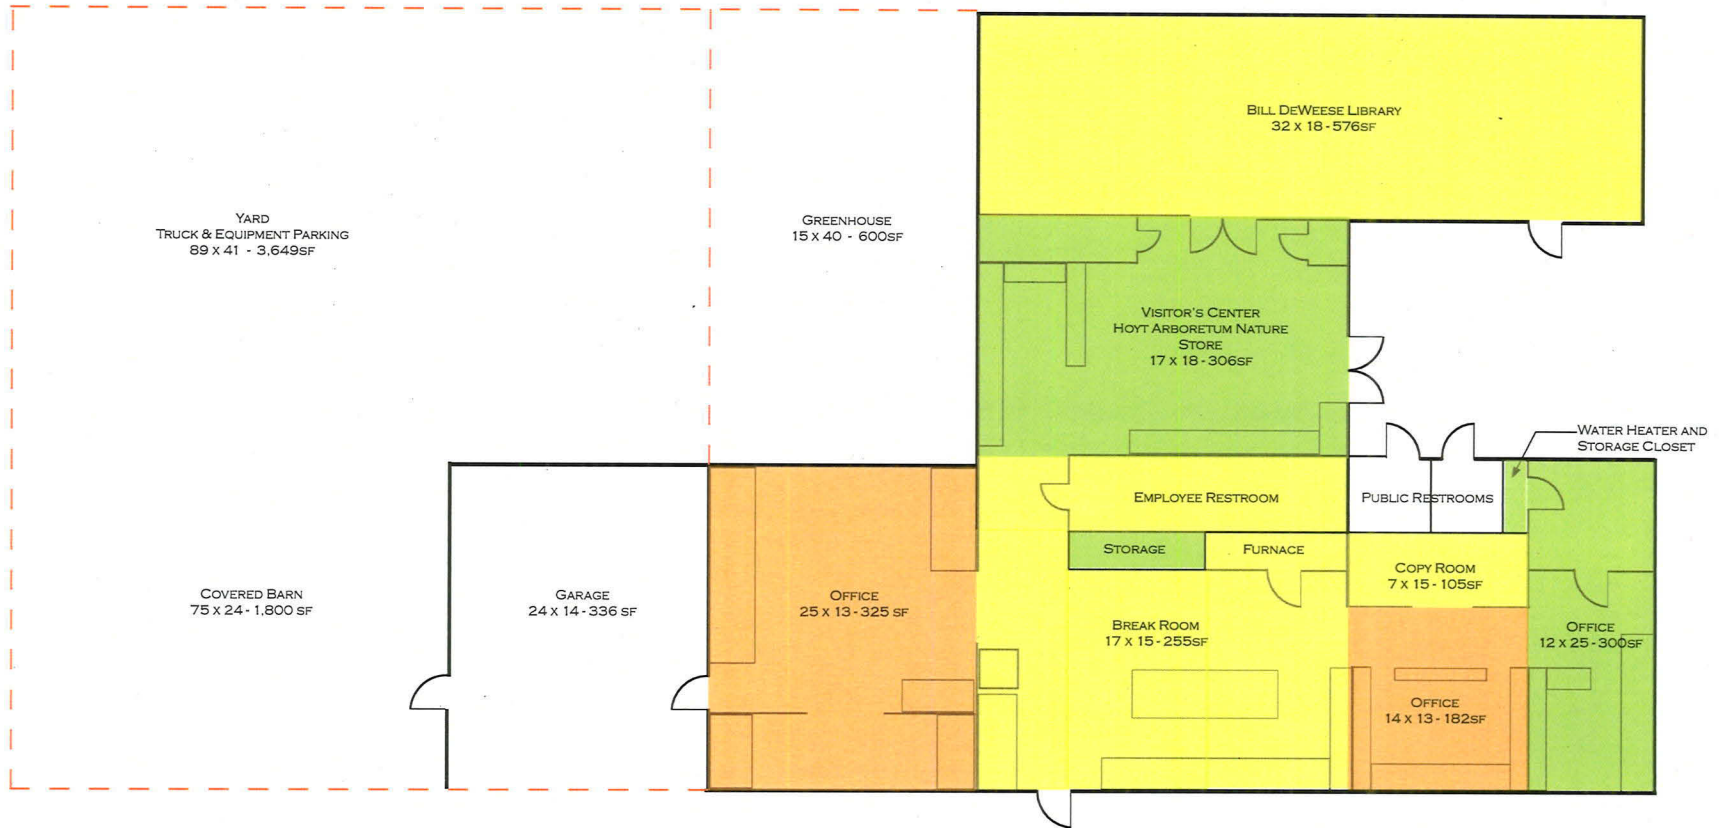 BILL DEWEESE LIBRARY
32 X 18 - 576SF
YARD
TRUCK & EQUIPMENT PARKING
89 X 41 - 3,649SF
GREENHOUSE
15 X 40 - 600SF
VISITOR'S CENTER
HOYT ARBORETUM NATURE
STORE
17 X 18 - 306SF
WATER HEATER AND
STORAGE CLOSET
EMPLOYEE RESTROOM
PUBLIC RESTROOMS
STORAGE
FURNACE
COPY ROOM
7 X 15 - 105SF
COVERED BARN
75 X 24 - 1,800 SF
GARAGE
24 X 14 - 336 SF
OFFICE
25 X 13 - 325 SF
BREAK ROOM
17 X 15 - 255SF
OFFICE
12 X 25 - 300SF
OFFICE
14 X 13 - 182SF